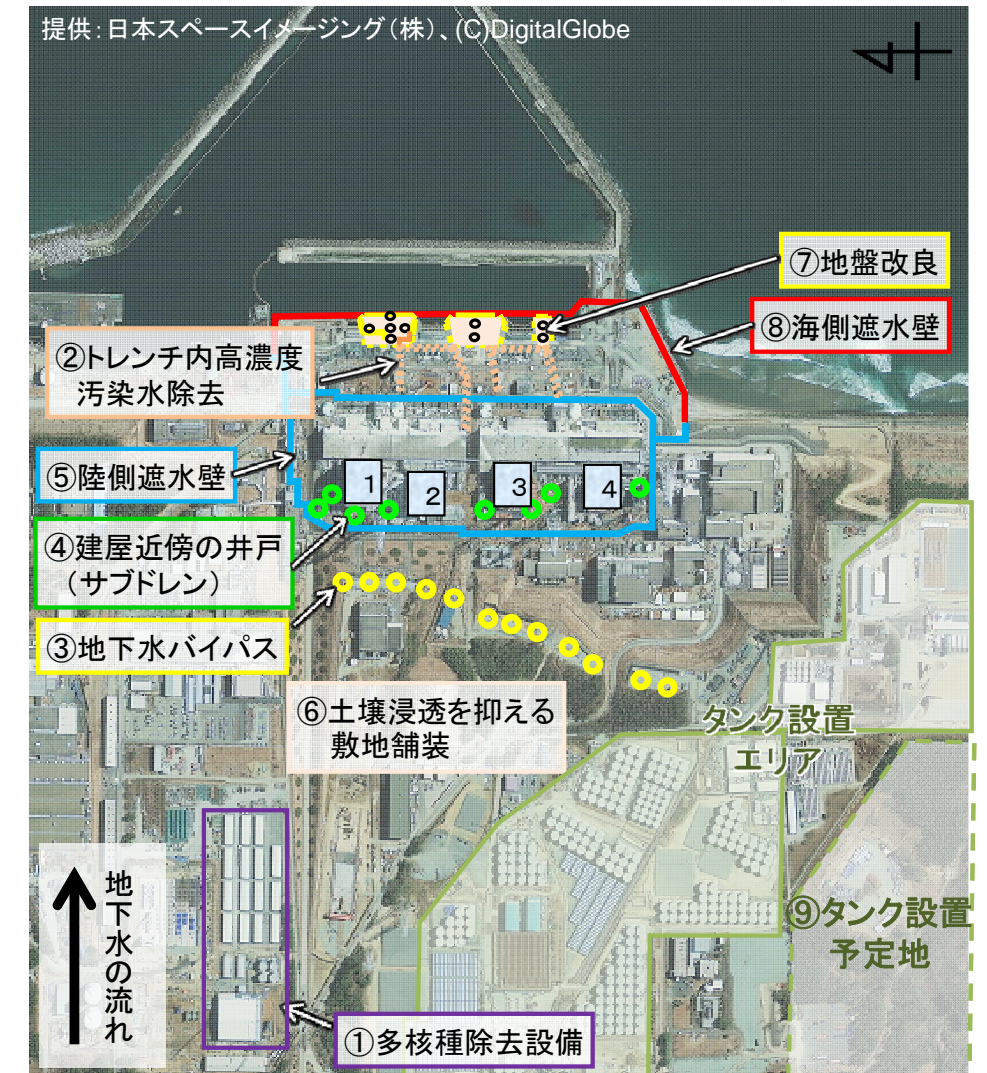 提供：日本スペースイメージング（株）、(C)DigitalGlobe
⑦地盤改良
⑧海側遮水壁
②トレンチ内高濃度
汚染水除去
⑤陸側遮水壁
1
2
3
4
④建屋近傍の井戸
（サブドレン）
③地下水バイパス
⑥土壌浸透を抑える
敷地舗装
タンク設置
エリア
地下水の流れ
⑨タンク設置
予定地
①多核種除去設備